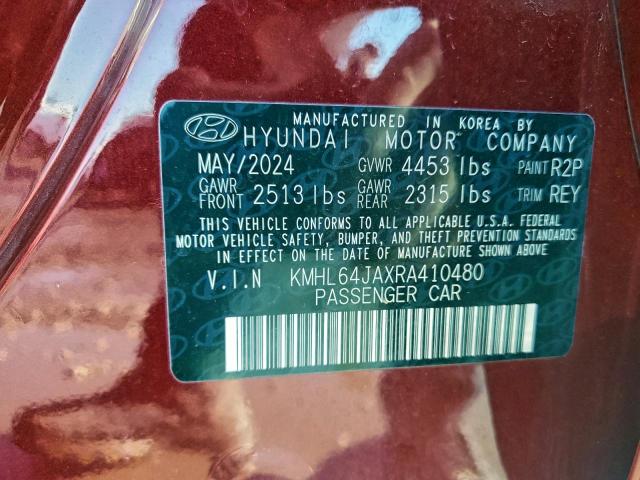 MANUFACTURED IN KOREA BY
HYUNDAI MOTOR COMPANY
MAY/2024 GVWR 4453 lbs PAINT R2P
GAWR FRONT 2513 lbs GAWR REAR 2315 lbs TRIM REY
THIS VEHICLE CONFORMS TO ALL APPLICABLE U.S.A. FEDERAL
MOTOR VEHICLE SAFETY, BUMPER, AND THEFT PREVENTION STANDARDS
IN EFFECT ON THE DATE OF MANUFACTURE SHOWN ABOVE.
V.I.N KMHL64JAXRA410480
PASSENGER CAR